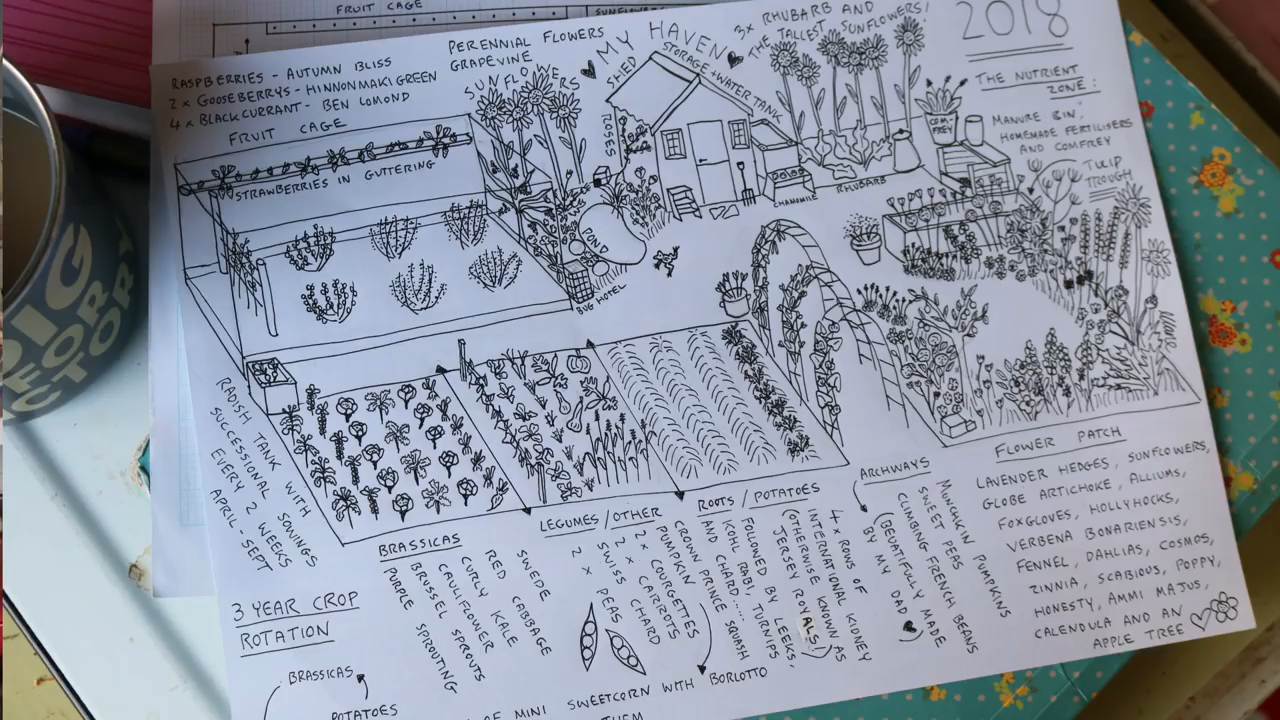 FRUIT CAGE
SUNFLOWERS
RASPBERRIES - AUTUMN BLISS
2 x GOOSEBERRYS - HINNONMAKI GREEN
4 x BLACKCURRANT - BEN LOMOND
FRUIT CAGE
STRAWBERRIES IN GUTTERING
PERENNIAL FLOWERS
GRAPEVINE
SUNFLOWERS
MY HAVEN
SHED
STORAGE + WATER TANK
ROSES
POND
BUG HOTEL
CHAMOMILE
3x RHUBARB AND
THE TALLEST SUNFLOWERS!
RHUBARB
2018
THE NUTRIENT
ZONE:
COM-
FREY
MANURE BIN,
HOMEMADE FERTILISERS
AND COMFREY
TULIP
TROUGH
RADISH TANK WITH
SUCCESSIONAL SOWINGS
EVERY 2 WEEKS
APRIL - SEPT
BRASSICAS
PURPLE SPROUTING
BRUSSEL SPROUTS
CAULIFLOWER
CURLY KALE
RED CABBAGE
SWEDE
LEGUMES / OTHER
2 x PEAS
SWISS CHARD
2 x CARROTS
2 x COURGETTES
PUMPKIN
CROWN PRINCE SQUASH
AND CHARD....
ROOTS / POTATOES
4 x ROWS OF
INTERNATIONAL KIDNEY
(OTHERWISE KNOWN AS
JERSEY ROYALS!)
FOLLOWED BY LEEKS,
KOHL RABI, TURNIPS
ARCHWAYS
(BEUATIFULLY MADE
BY MY DAD)
CLIMBING FRENCH BEANS
SWEET PEAS
MUNCHKIN PUMPKINS
FLOWER PATCH
LAVENDER HEDGES, SUNFLOWERS,
GLOBE ARTICHOKE, ALLIUMS,
FOXGLOVES, HOLLYHOCKS,
VERBENA BONARIENSIS,
FENNEL, DAHLIAS, COSMOS,
ZINNIA, SCABIOUS, POPPY,
HONESTY, AMMI MAJUS,
CALENDULA AND AN
APPLE TREE
3 YEAR CROP
ROTATION
BRASSICAS
POTATOES
OF MINI SWEETCORN WITH BORLOTTO
THEM
DIG
FOR